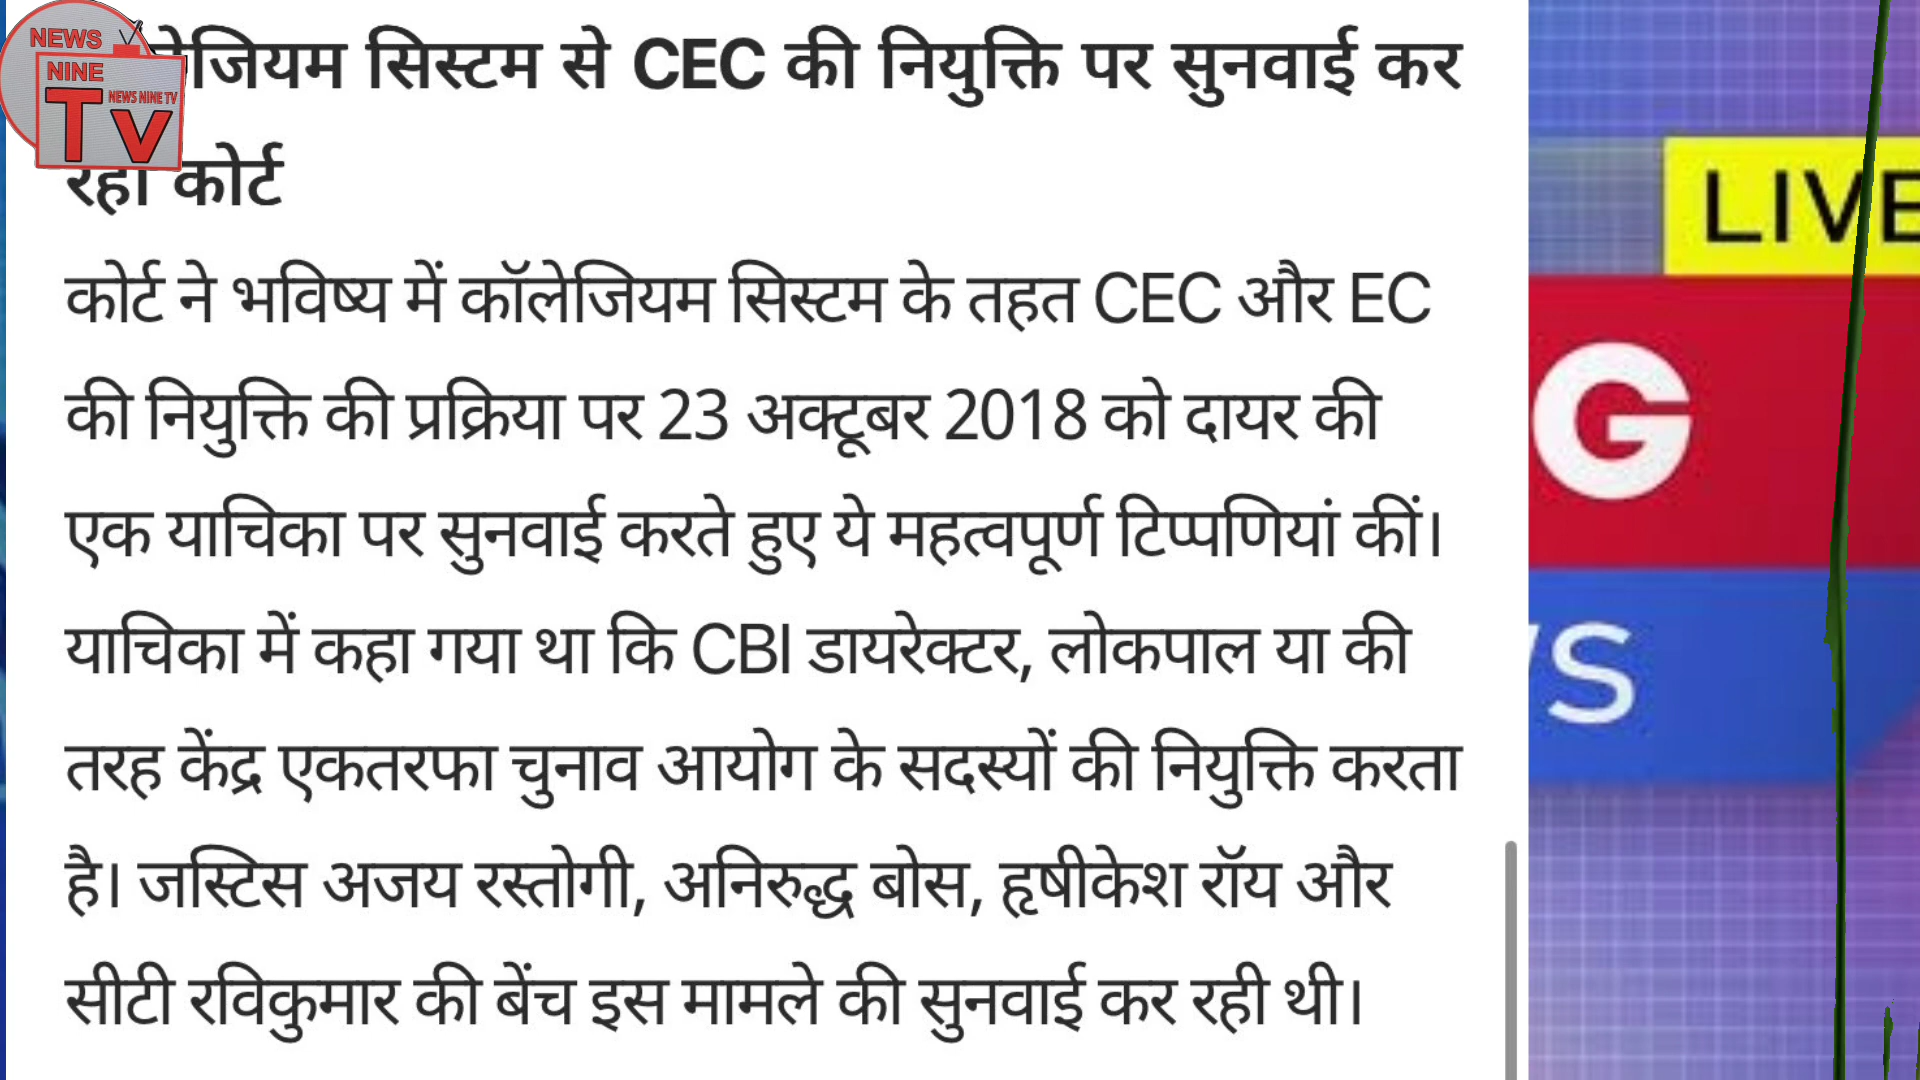 NEWS
NINE
NEWS NINE TV
TV
सिस्टम से CEC की नियुक्ति पर सुनवाई कर
रहा कोर्ट
कोर्ट ने भविष्य में कॉलेजियम सिस्टम के तहत CEC और EC
की नियुक्ति की प्रक्रिया पर 23 अक्टूबर 2018 को दायर की
एक याचिका पर सुनवाई करते हुए ये महत्वपूर्ण टिप्पणियां कीं।
याचिका में कहा गया था कि CBI डायरेक्टर, लोकपाल या की
तरह केंद्र एकतरफा चुनाव आयोग के सदस्यों की नियुक्ति करता
है। जस्टिस अजय रस्तोगी, अनिरुद्ध बोस, हृषीकेश रॉय और
सीटी रविकुमार की बेंच इस मामले की सुनवाई कर रही थी।
LIVE
G
S